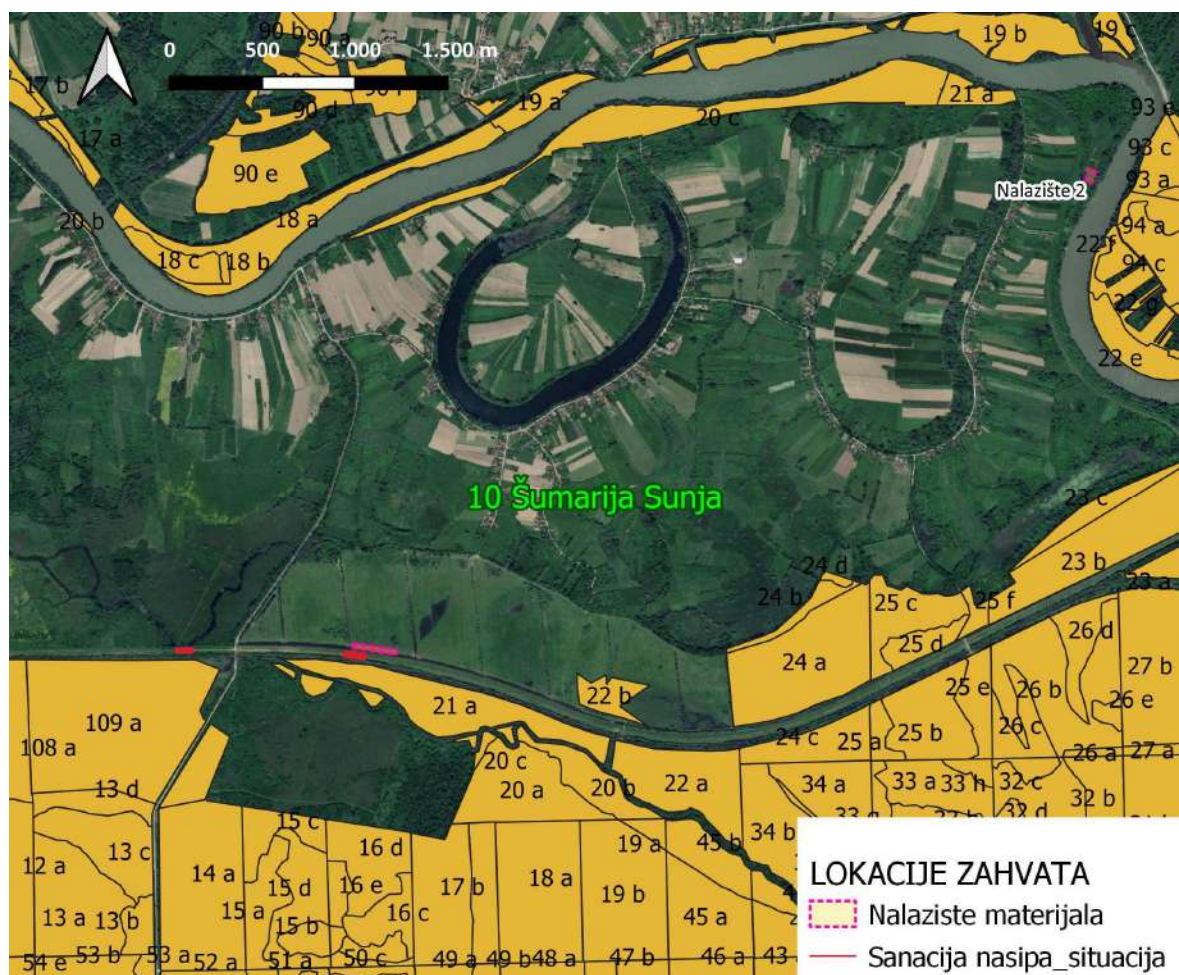 90 b
90 a
19 c
19 b
0 500 1.000 1.500 m
17 b
90 d
19 a
21 a
20 c
93 e
17 a
93 c
90 e
93 a
Nalazište 2
18 a
20 b
94 a
22 f
18 c
18 b
94 c
22 g
22 e
10 Šumarija Sunja
23 c
24 d
23 b
24 b
25 c
25 f
23 a
25 d
26 d
24 a
27 b
25 e
26 b
22 b
26 e
21 a
109 a
26 c
25 b
24 c
25 a
108 a
26 a
27 a
20 c
20 a
20 b
22 a
34 a
33 a
33 h
32 c
13 d
32 b
32 d
15 c
34 b
19 a
45 b
13 c
16 d
12 a
14 a
15 d
16 e
17 b
18 a
19 b
LOKACIJE ZAHVATA
15 a
16 c
13 a
13 b
15 b
45 a
Nalaziste materijala
54 e
53 b
53 a
52 a
51 a
50 c
49 a
49 b
48 a
47 b
46 a
43
Sanacija nasipa_situacija